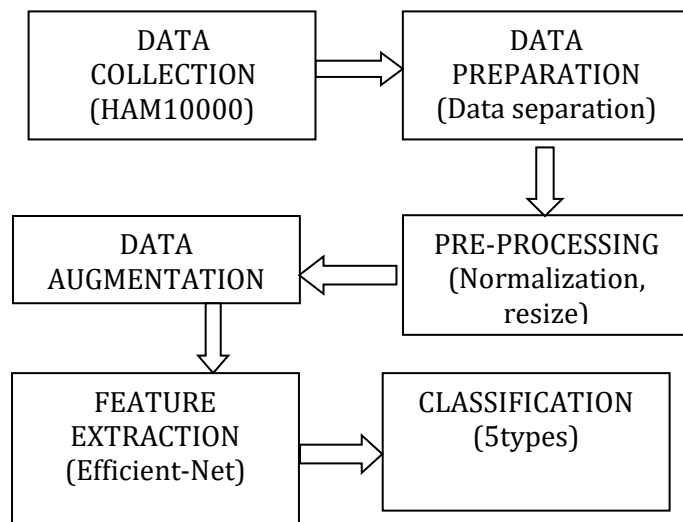 DATA
COLLECTION
(HAM10000)
DATA
PREPARATION
(Data separation)
PRE-PROCESSING
(Normalization,
resize)
DATA
AUGMENTATION
FEATURE
EXTRACTION
(Efficient-Net)
CLASSIFICATION
(5types)